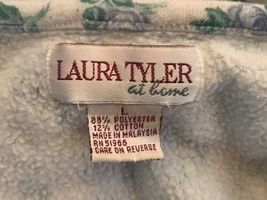 LAURA TYLER
at home
L
88% POLYESTER
12% COTTON
MADE IN MALAYSIA
RN 51966
CARE ON REVERSE